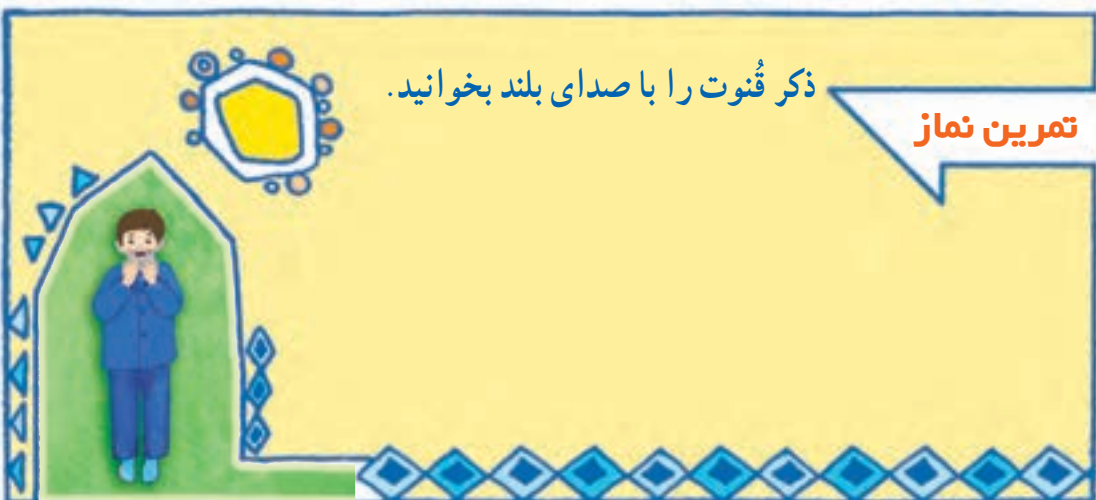 تمرین نماز
ذکر قُنوت را با صدای بلند بخوانید.